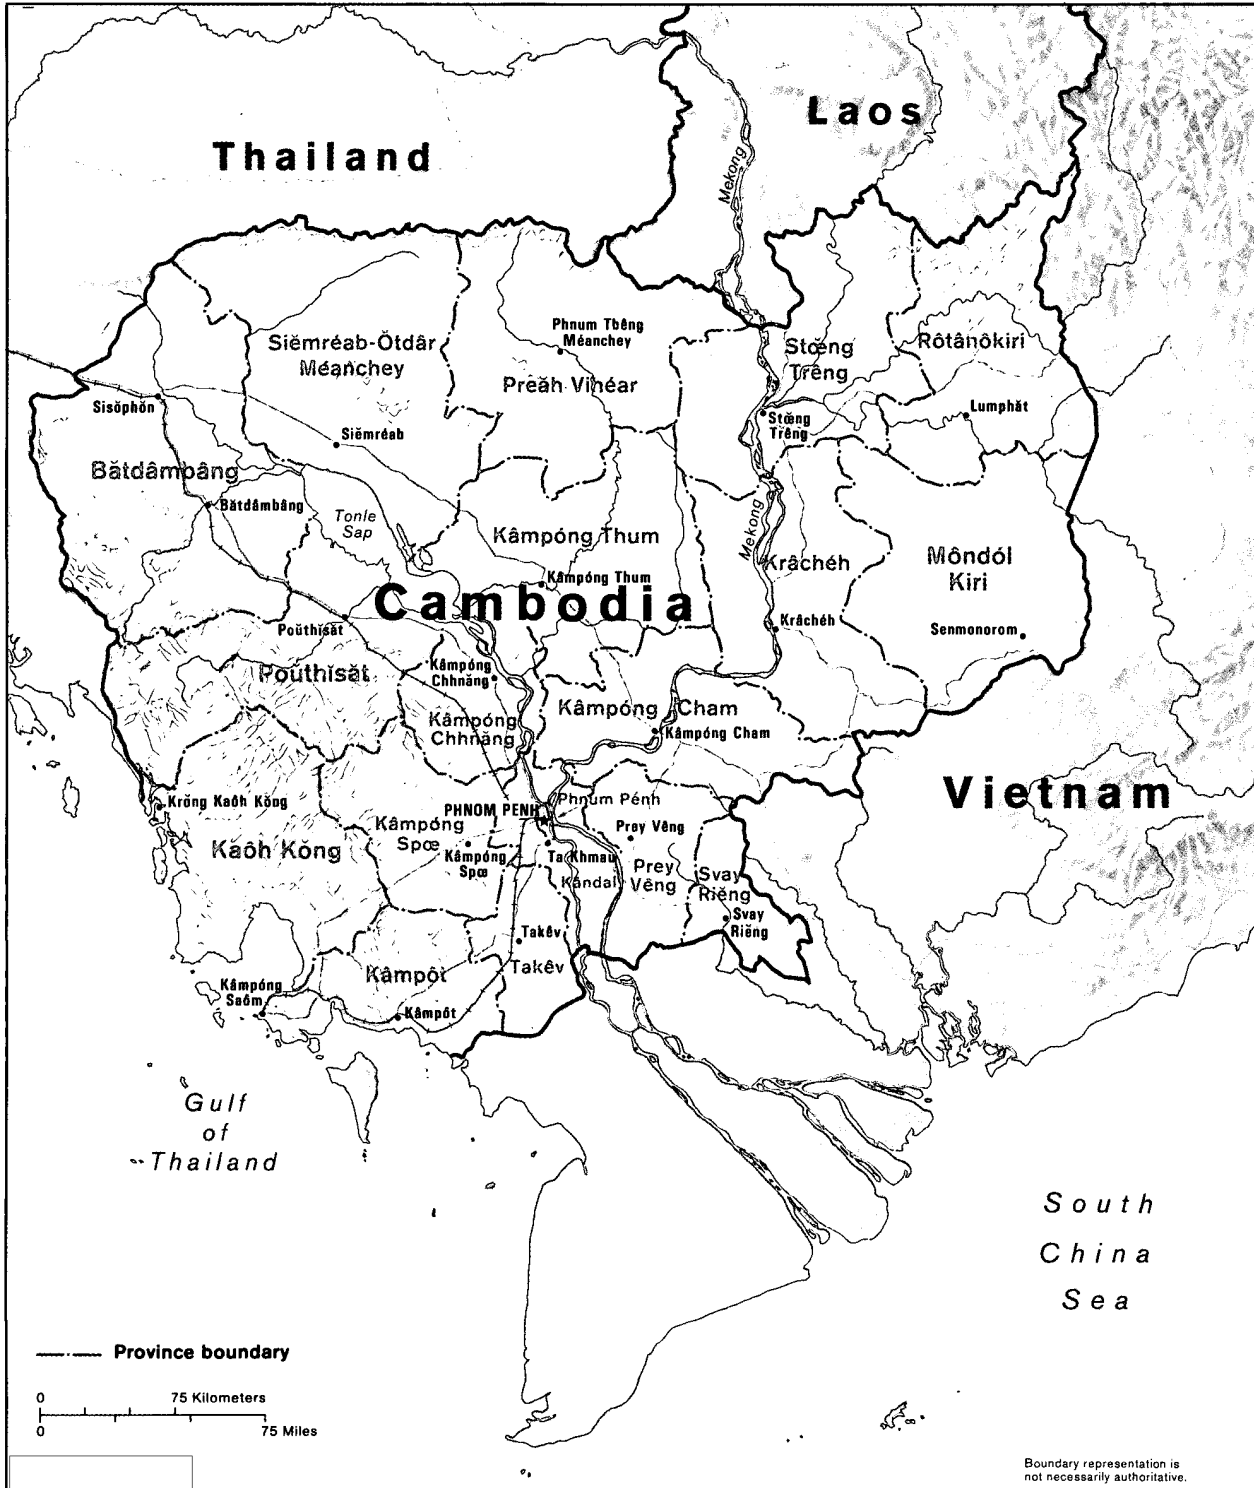 Laos
Thailand
Mekong
Phnum Tbêng
Méanchey
Siĕmréab-Ŏtdâr
Méanchey
Stœ̆ng
Trêng
Rôtânôkiri
Preăh Vihéar
Sisŏphŏn
Lumphăt
Stœ̆ng
Trêng
Siĕmréab
Bătdâmbâng
Bătdâmbâng
Tonle
Sap
Mekong
Kâmpóng Thum
Krâchéh
Môndól
Kiri
Kâmpóng Thum
Cambodia
Poŭthĭsăt
Krâchéh
Senmonorom
Poŭthĭsăt
Kâmpóng
Chhnăng
Kâmpóng Cham
Kâmpóng
Chhnăng
Kâmpóng Cham
Vietnam
Krŏng Kaôh Kŏng
Phnum Pénh
PHNOM PENH
Kâmpóng
Spœ
Prey Vêng
Kaôh Kŏng
Kâmpóng
Spœ
Ta Khmau
Kândal
Prey
Vêng
Svay
Riĕng
Svay
Riĕng
Takêv
Takêv
Kâmpôt
Kâmpóng
Saôm
Kâmpôt
Gulf
of
Thailand
South
China
Sea
Province boundary
0 75 Kilometers
0 75 Miles
Boundary representation is
not necessarily authoritative.